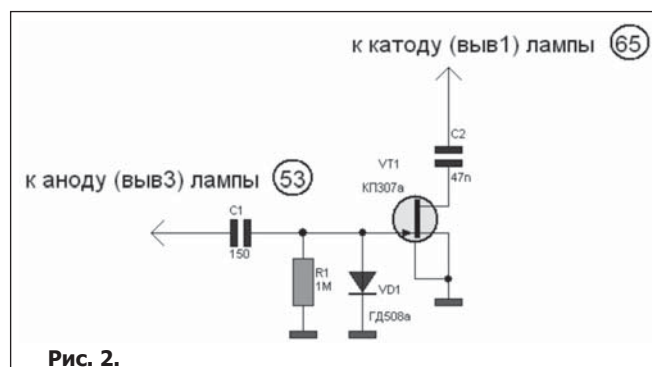 к катоду (выв1) лампы 65
C2
VT1
47n
КП307а
к аноду (выв3) лампы 53
C1
150
R1
1M
VD1
ГД508а
Рис. 2.